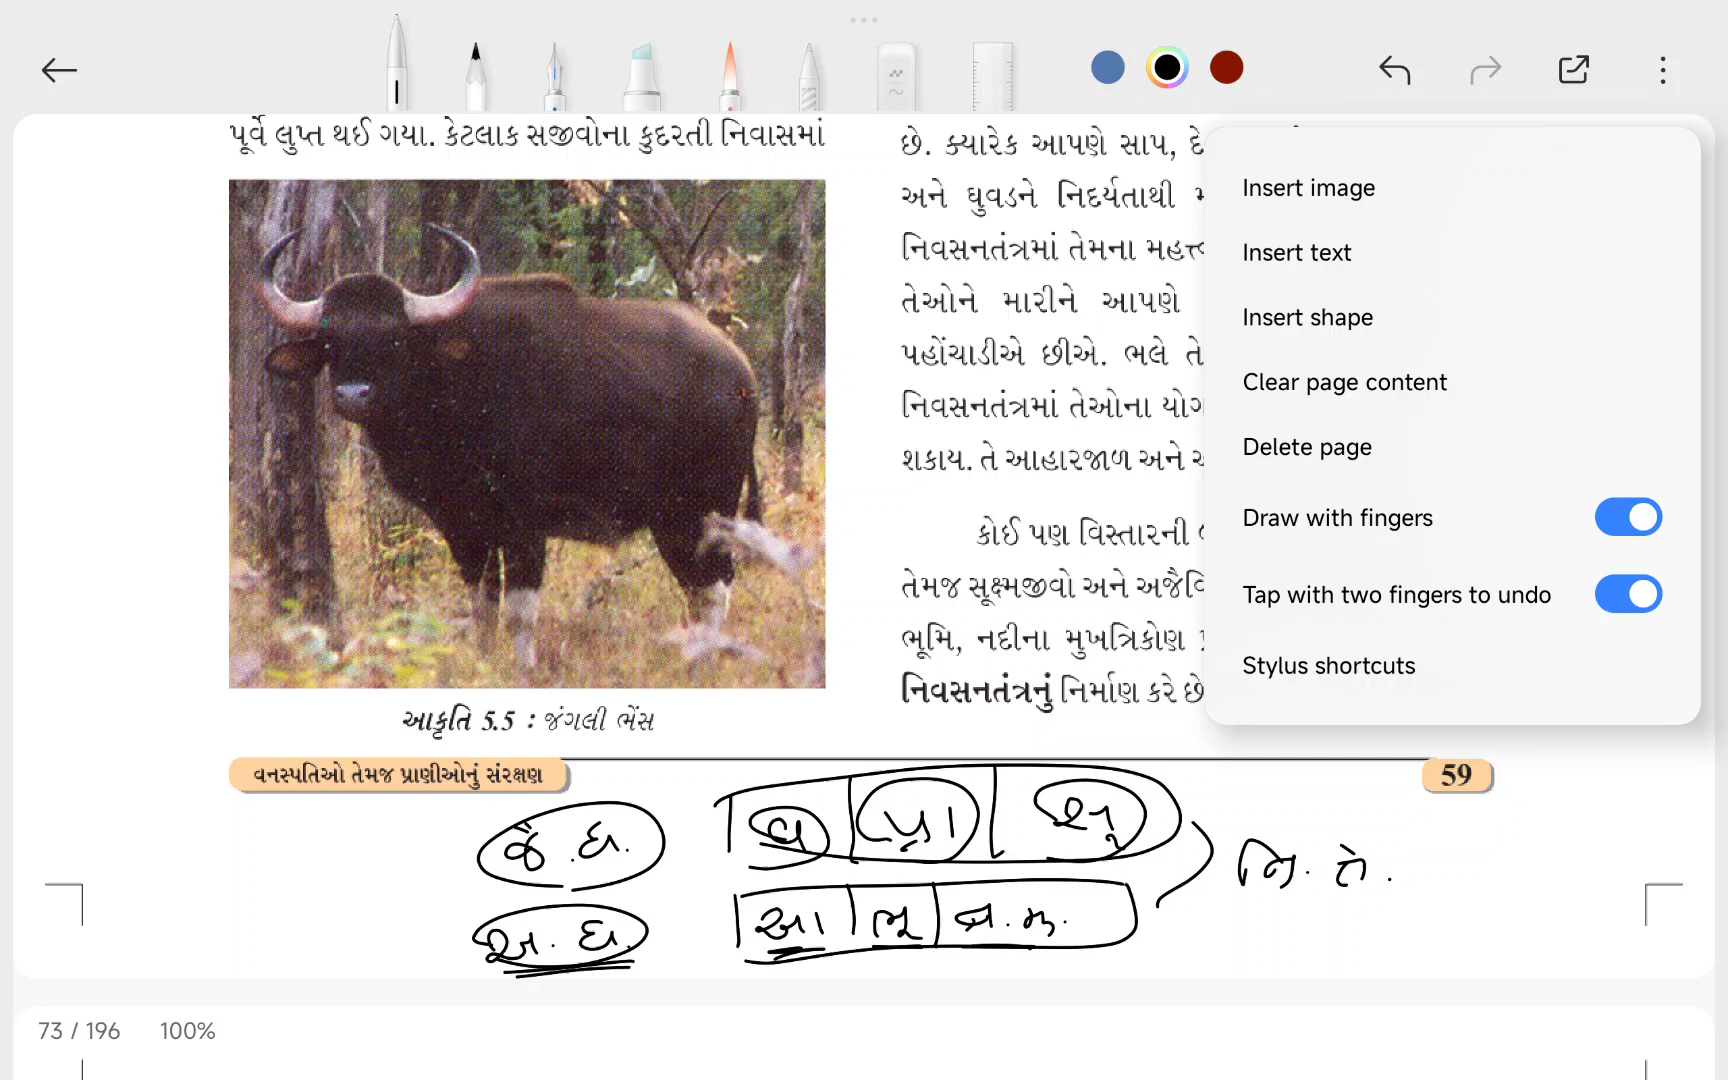 પૂર્વે લુપ્ત થઈ ગયા. કેટલાક સજીવોના કુદરતી નિવાસમાં
આકૃતિ 5.5 : જંગલી ભેંસ
છે. ક્યારેક આપણે સાપ,
અને ઘુવડને નિદર્યતાથી
નિવસનતંત્રમાં તેમના
તેઓને મારીને આપણે
પહોંચાડીએ છીએ. ભલે
નિવસનતંત્રમાં તેઓના
શકાય. તે આહારજાળ અને
કોઈ પણ વિસ્તારની
તેમજ સૂક્ષ્મજીવો અને
ભૂમિ, નદીના મુખત્રિકોણ
નિવસનતંત્રનું નિર્માણ કરે છે
Insert image
Insert text
Insert shape
Clear page content
Delete page
Draw with fingers
Tap with two fingers to undo
Stylus shortcuts
વનસ્પતિઓ તેમજ પ્રાણીઓનું સંરક્ષણ
59
જૈ. ઘ. વ પ્રા સૂ
નિ. તં.
અ. ઘ. આ ભૂ
73 / 196 100%